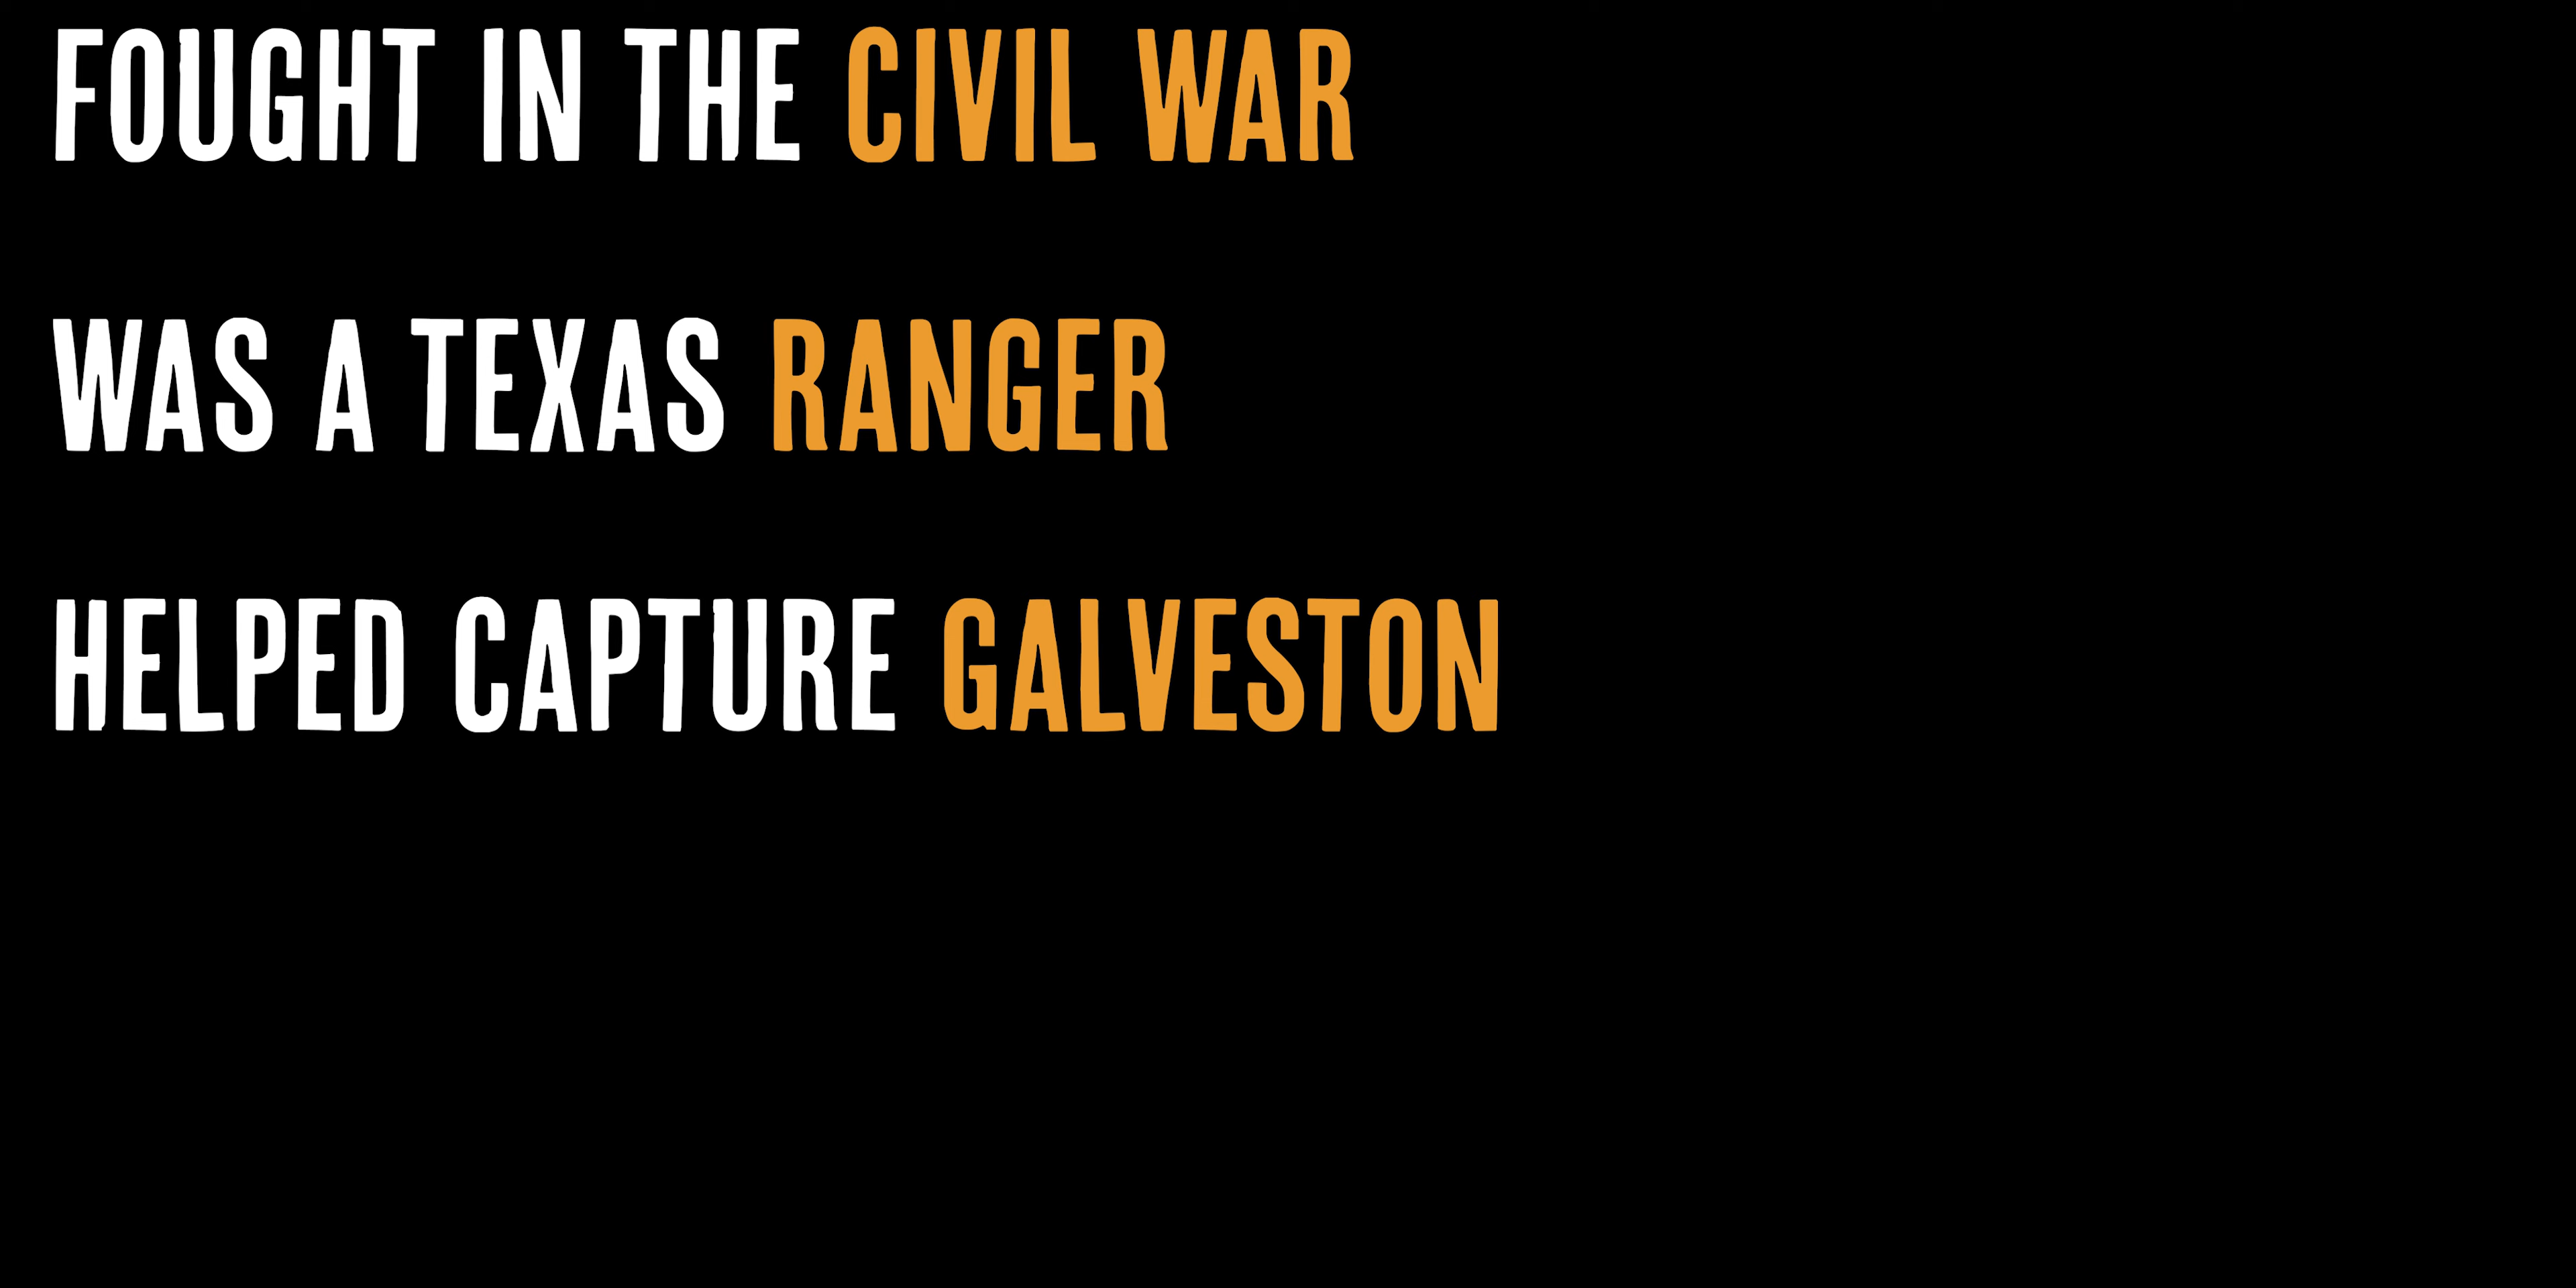 FOUGHT IN THE CIVIL WAR
WAS A TEXAS RANGER
HELPED CAPTURE GALVESTON